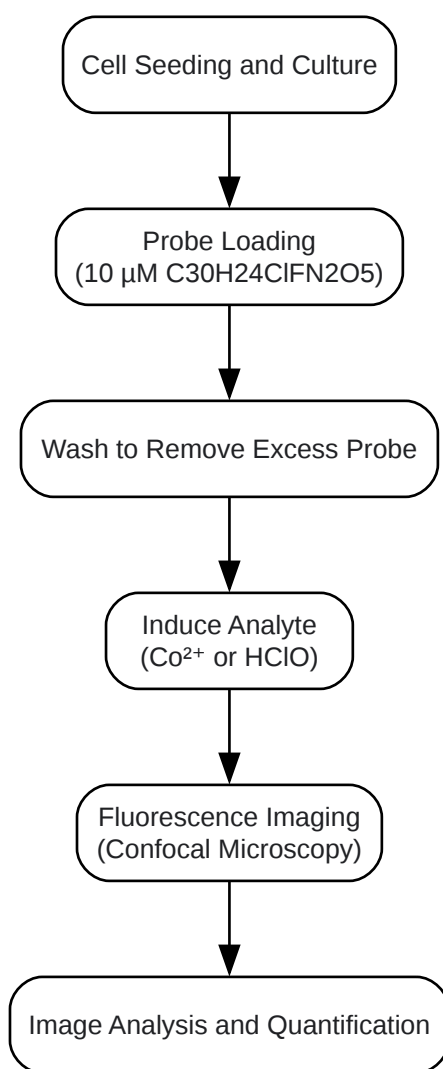 Cell Seeding and Culture
Probe Loading
(10 µM C30H24ClFN2O5)
Wash to Remove Excess Probe
Induce Analyte
(Co²⁺ or HClO)
Fluorescence Imaging
(Confocal Microscopy)
Image Analysis and Quantification